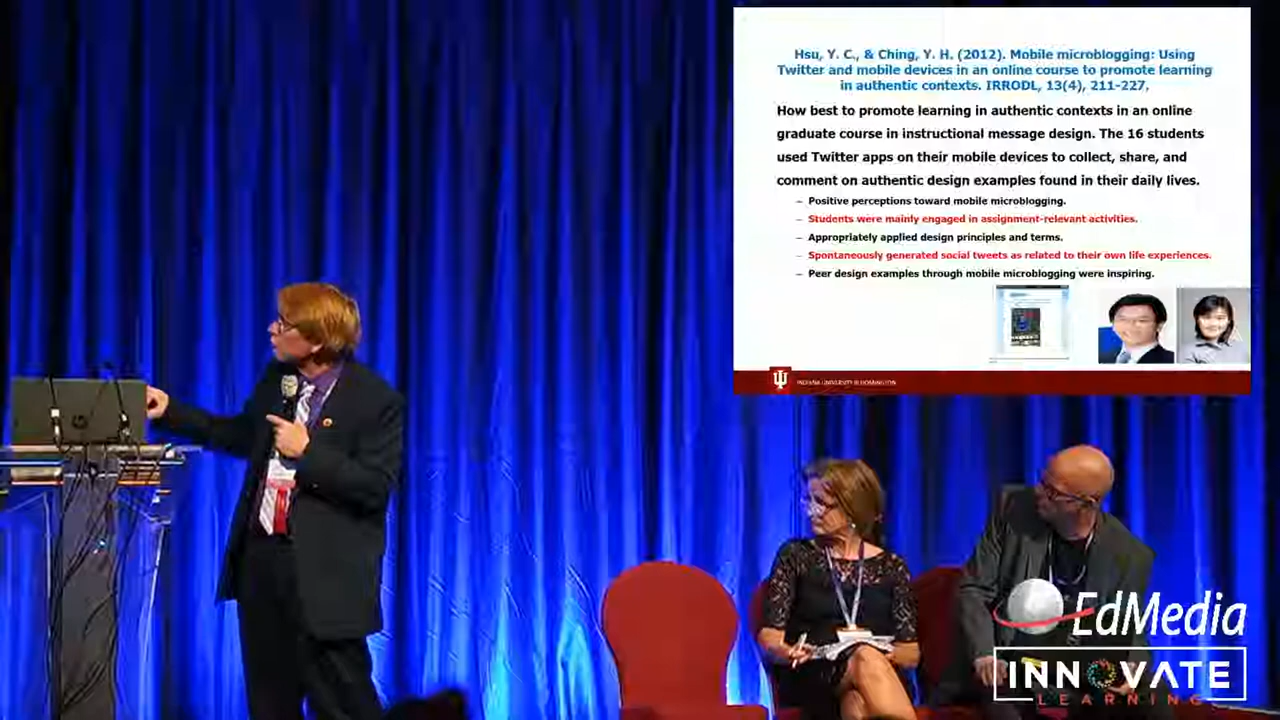 Hsu, Y. C., & Ching, Y. H. (2012). Mobile microblogging: Using
Twitter and mobile devices in an online course to promote learning
in authentic contexts. IRRODL, 13(4), 211-227.
How best to promote learning in authentic contexts in an online
graduate course in instructional message design. The 16 students
used Twitter apps on their mobile devices to collect, share, and
comment on authentic design examples found in their daily lives.
– Positive perceptions toward mobile microblogging.
– Students were mainly engaged in assignment-relevant activities.
– Appropriately applied design principles and terms.
– Spontaneously generated social tweets as related to their own life experiences.
– Peer design examples through mobile microblogging were inspiring.
INDIANA UNIVERSITY BLOOMINGTON
hp
EdMedia
INNOVATE
LEARNING